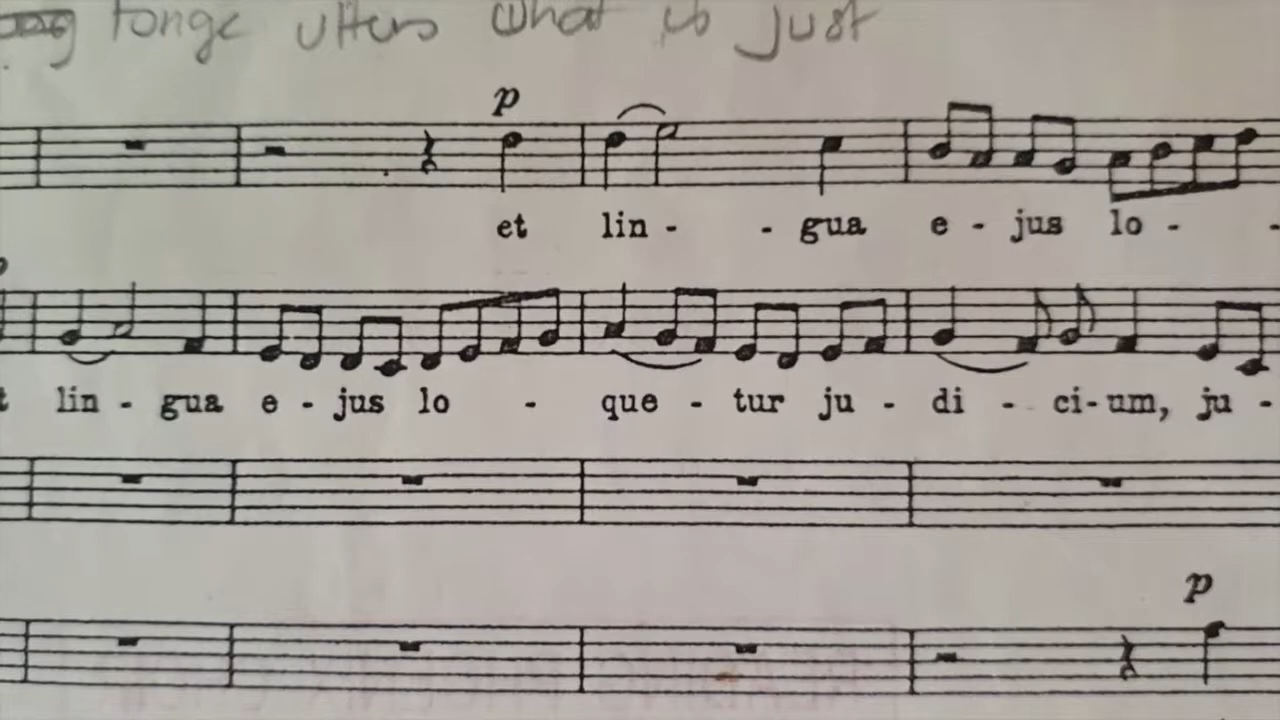 tonge utters what is just
p
et lin - - gua e - jus lo - -
lin - gua e - jus lo - que - tur ju - di - ci - um, ju -
p